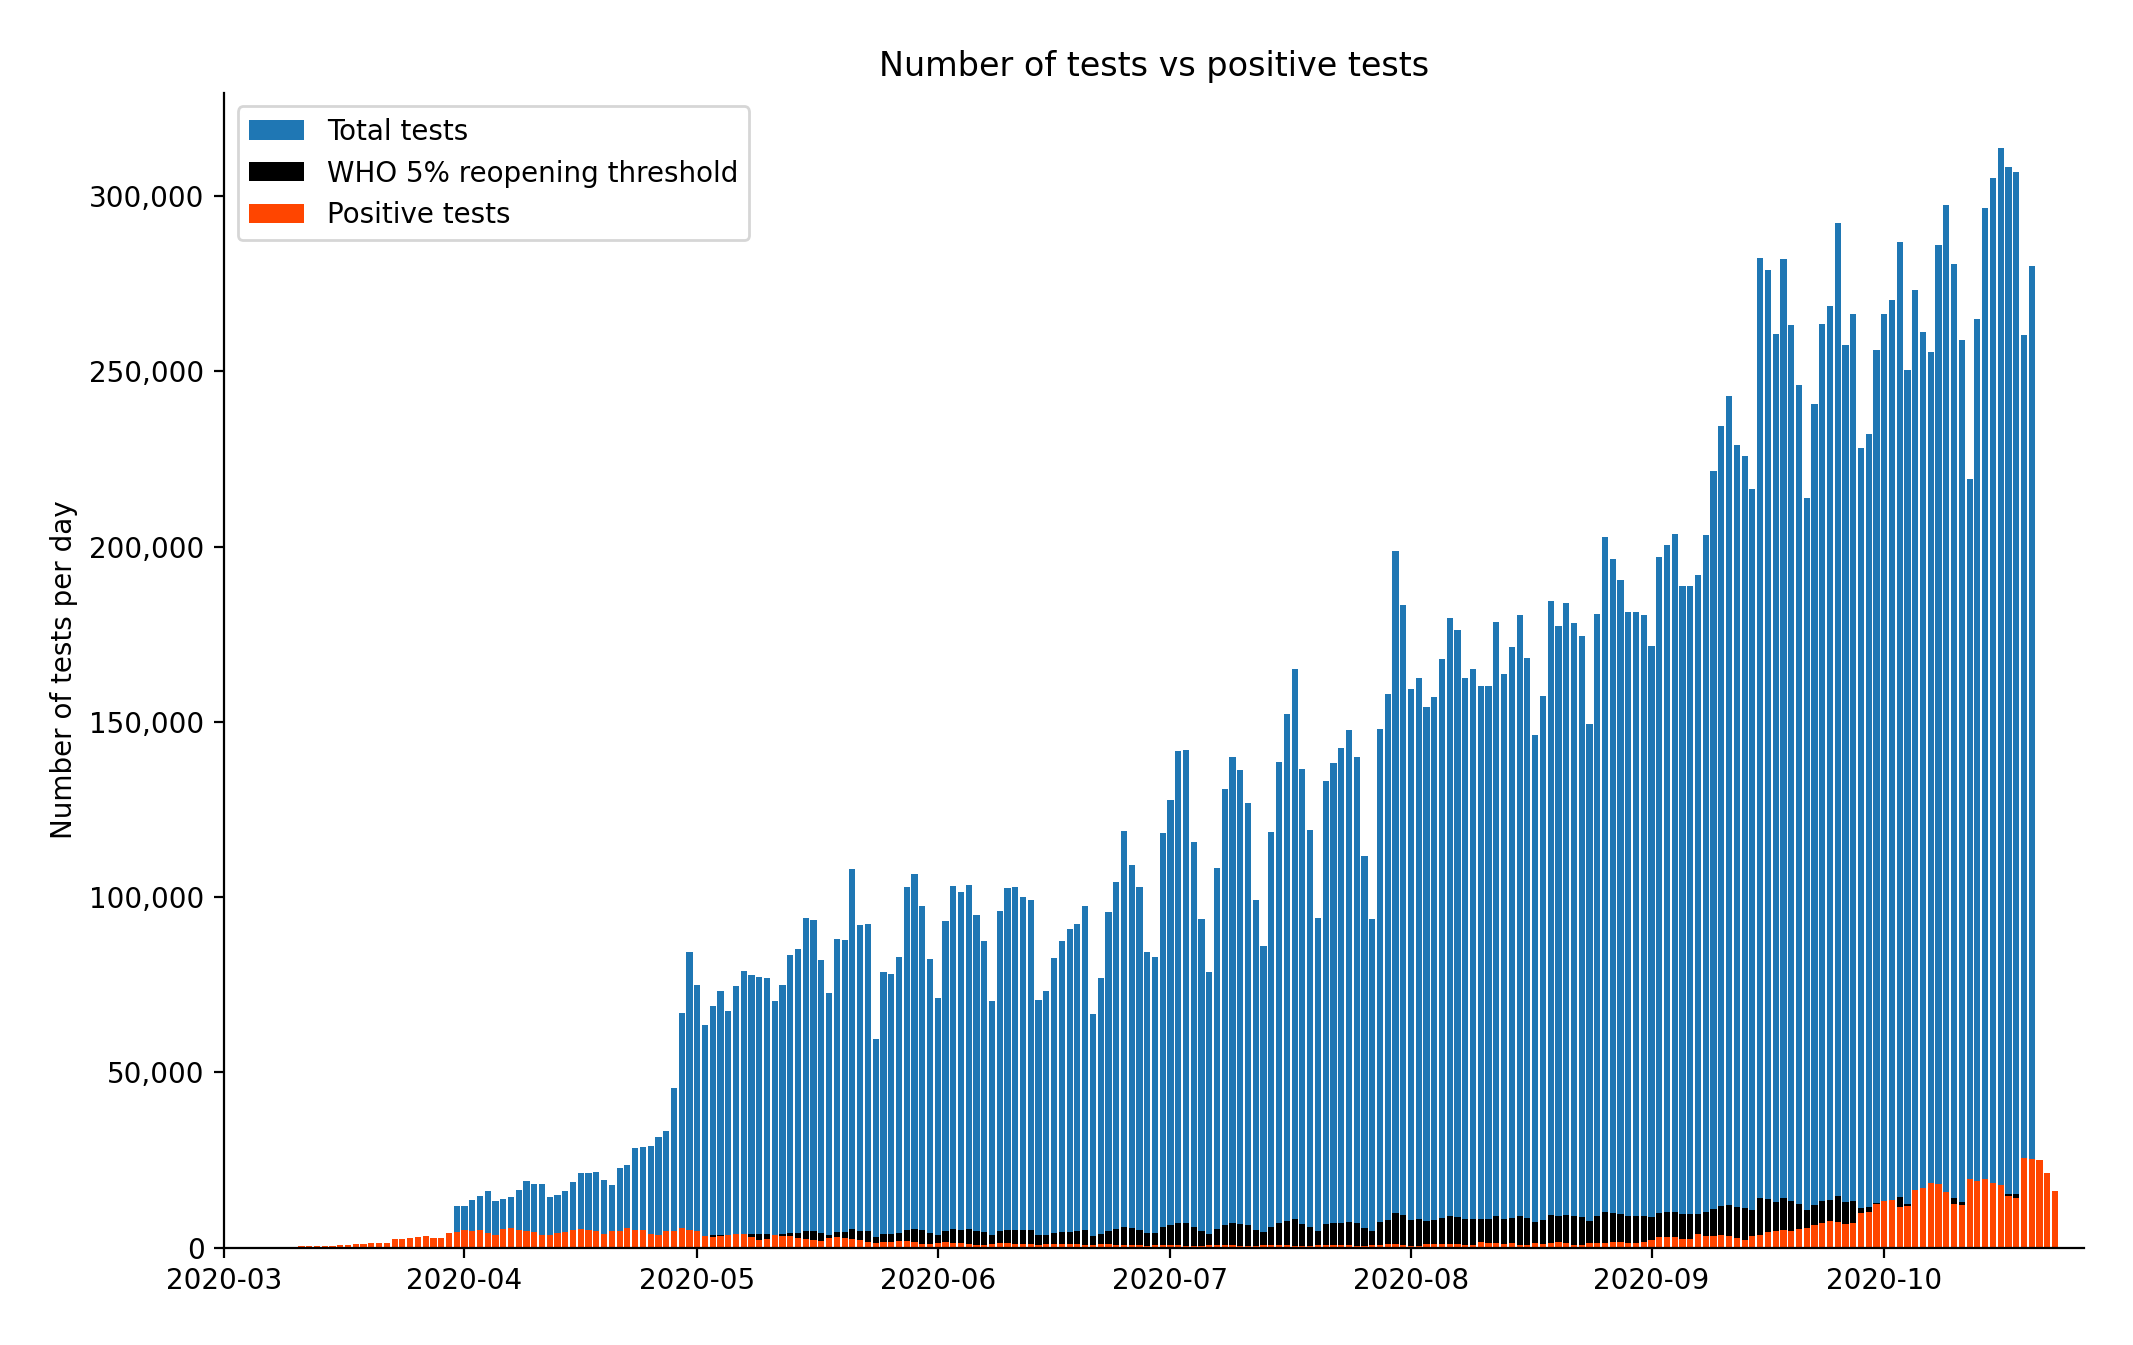 Number of tests vs positive tests
Total tests
WHO 5% reopening threshold
Positive tests
Number of tests per day
300,000
250,000
200,000
150,000
100,000
50,000
0
2020-03 2020-04 2020-05 2020-06 2020-07 2020-08 2020-09 2020-10